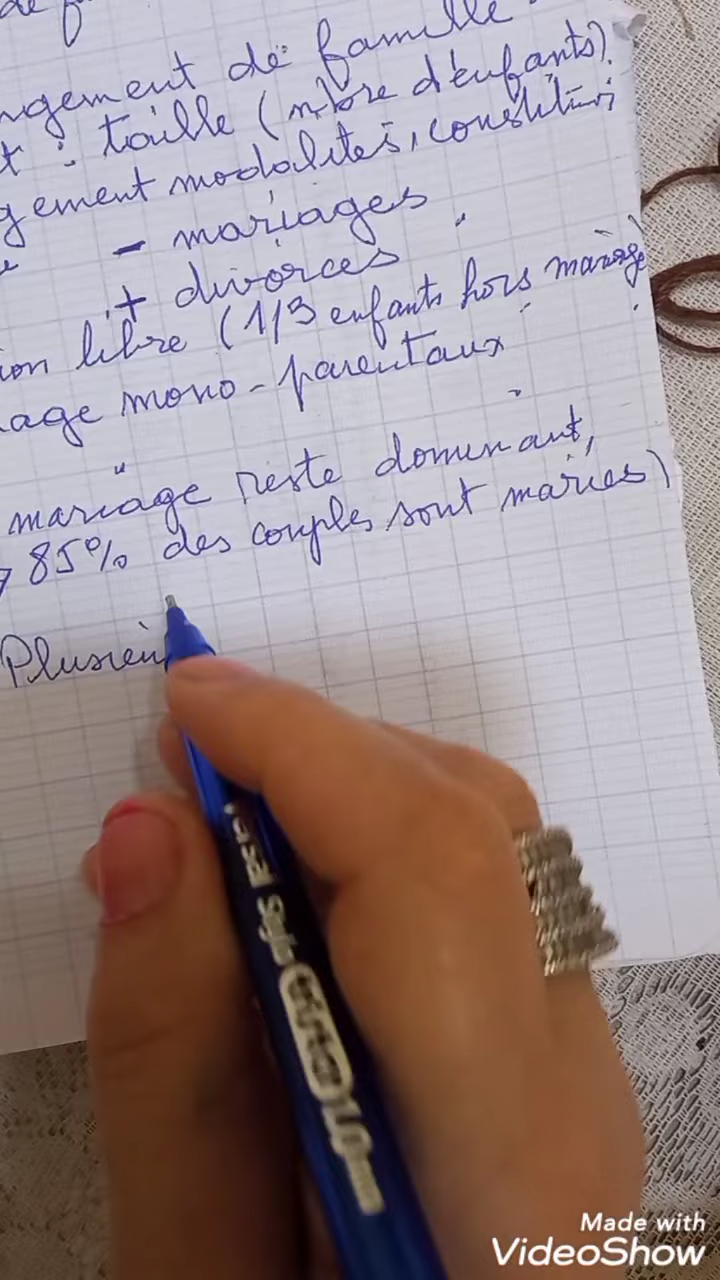 ngement de famille
t : taille (nbre d'enfants).
gement modalités, constituti
- mariages
+ divorces
ion libre (1/3 enfants hors mariage)
age mono-parentaux
" mariage reste dominant,
85% des couples sont mariés)
Plusieu
Made with
VideoShow